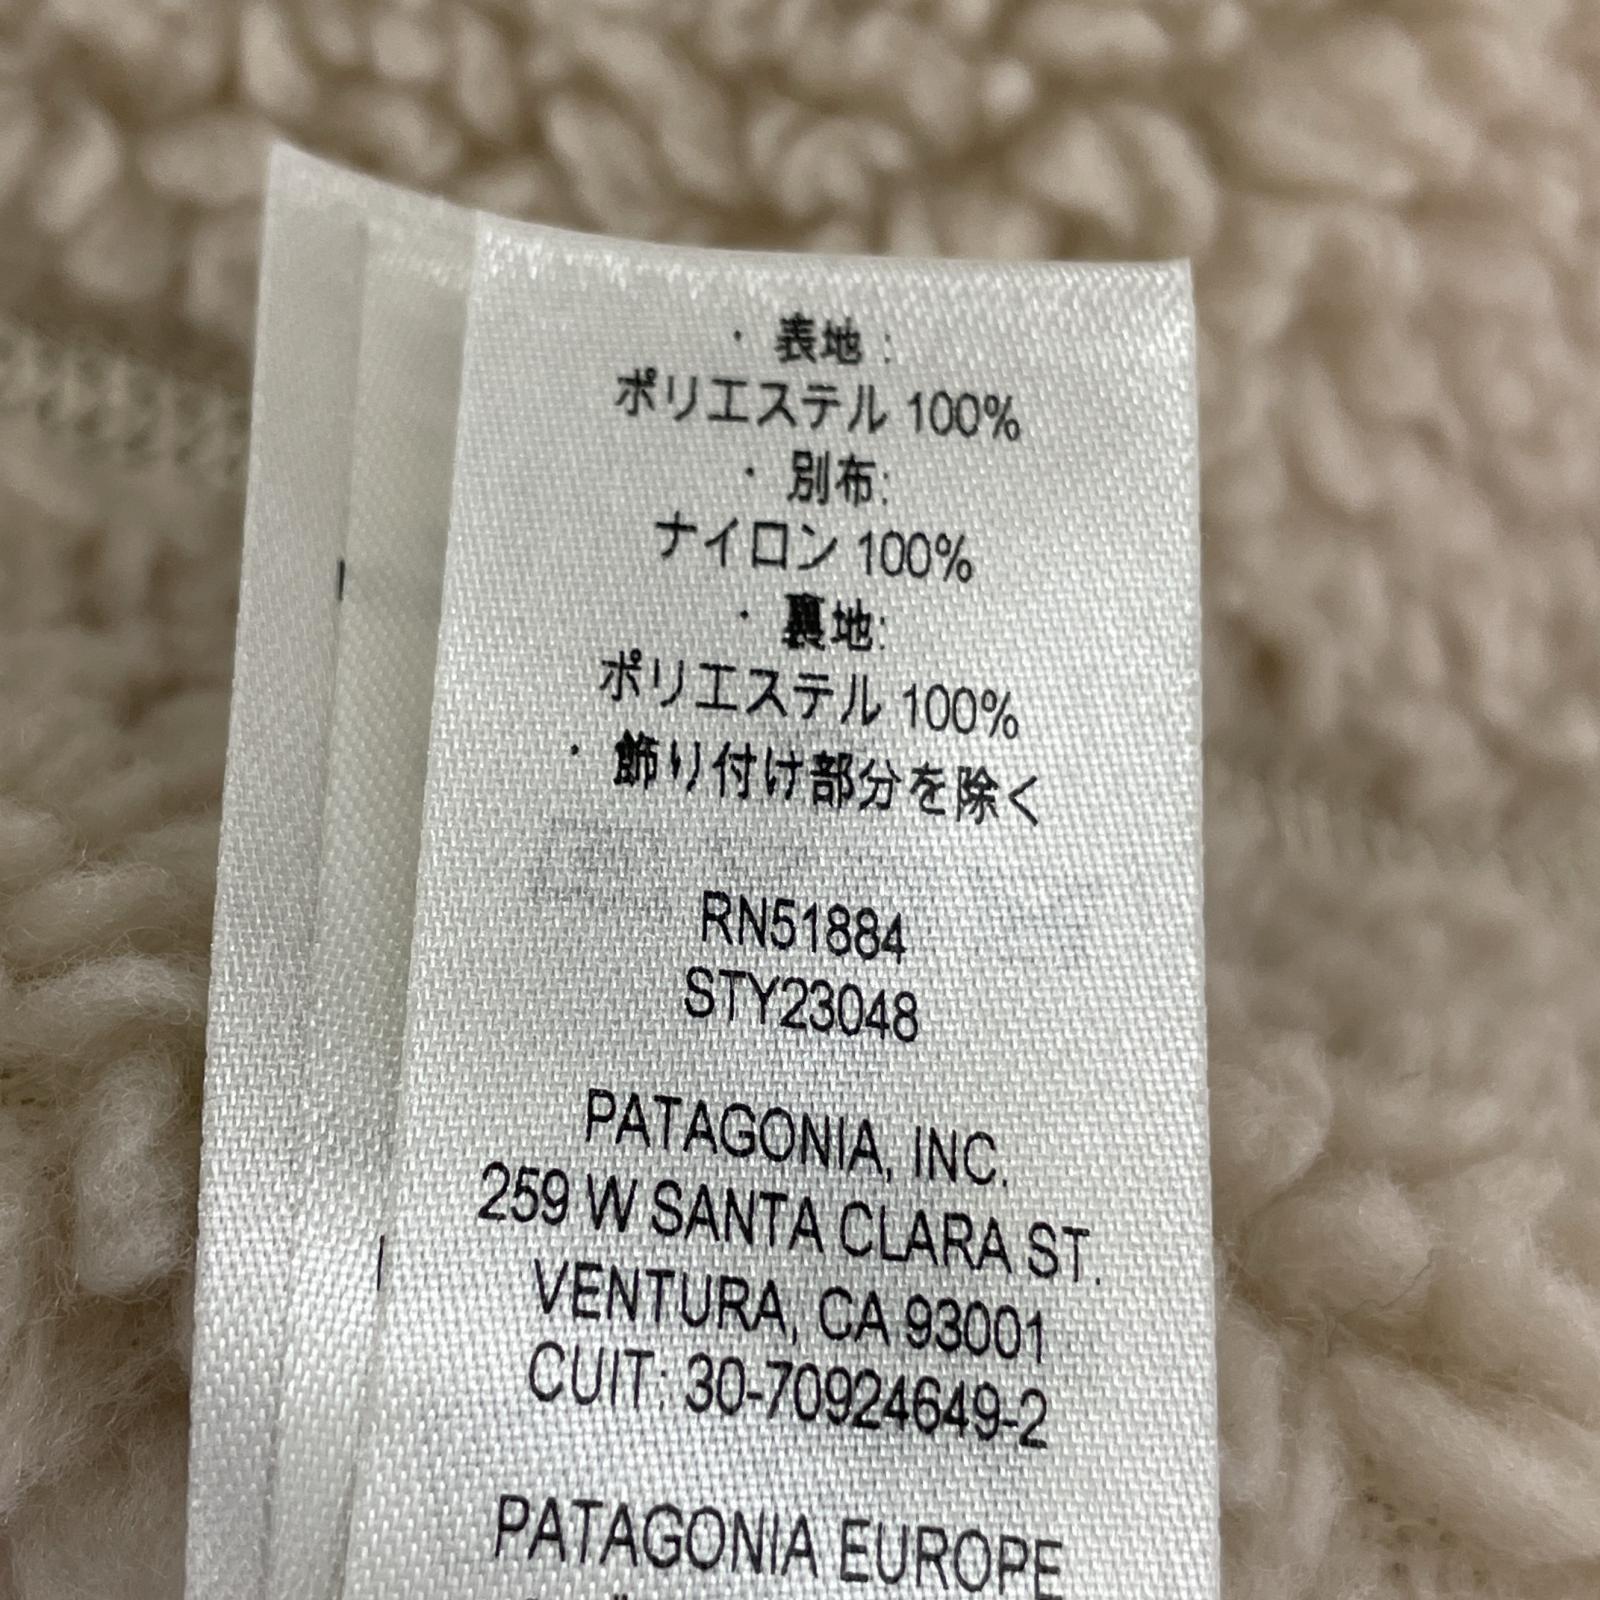 ・表地:
ポリエステル 100%
・別布:
ナイロン 100%
・裏地:
ポリエステル 100%
・飾り付け部分を除く
RN51884
STY23048
PATAGONIA, INC.
259 W SANTA CLARA ST.
VENTURA, CA 93001
CUIT: 30-70924649-2
PATAGONIA EUROPE